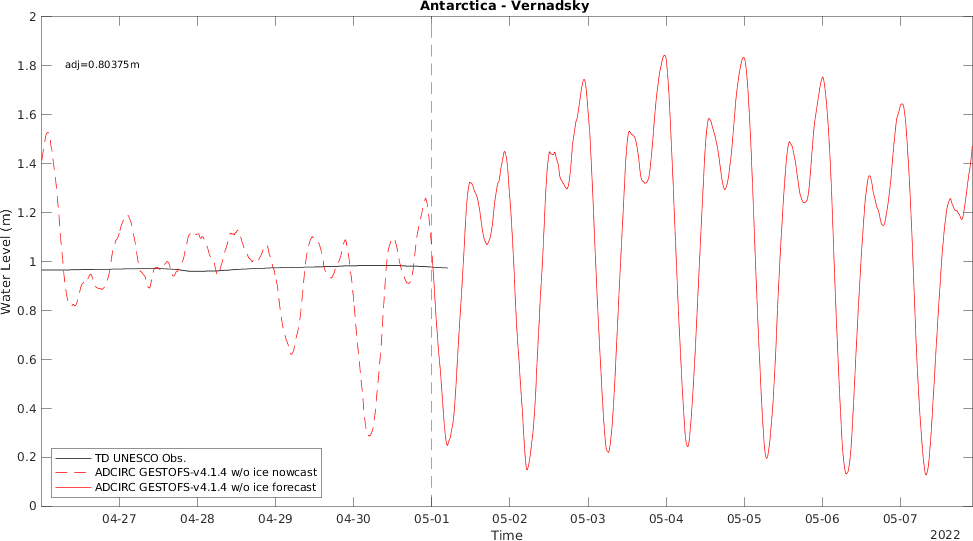 Antarctica - Vernadsky
adj=0.80375m
2
1.8
1.6
1.4
1.2
1
0.8
0.6
0.4
0.2
0
Water Level (m)
TD UNESCO Obs.
ADCIRC GESTOFS-v4.1.4 w/o ice nowcast
ADCIRC GESTOFS-v4.1.4 w/o ice forecast
04-27 04-28 04-29 04-30 05-01 05-02 05-03 05-04 05-05 05-06 05-07
Time
2022